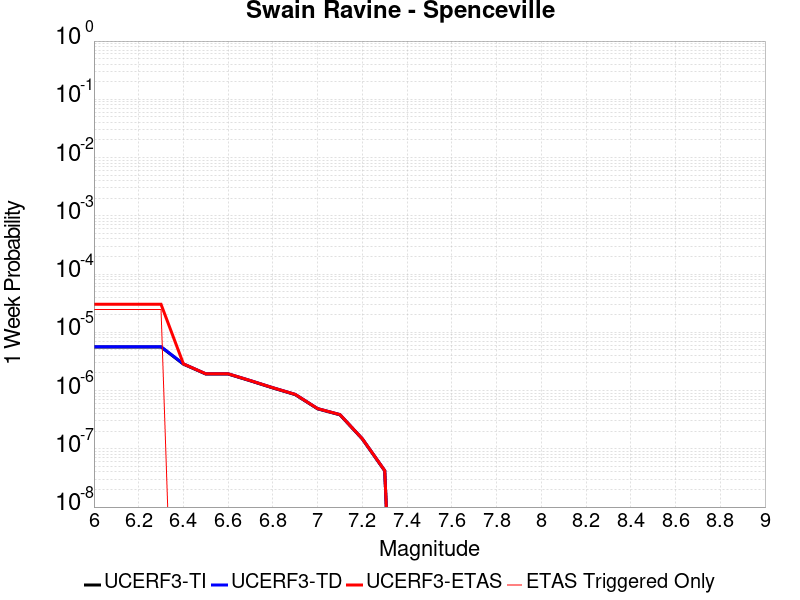 Swain Ravine - Spenceville
10^0
10^-1
10^-2
10^-3
10^-4
10^-5
10^-6
10^-7
10^-8
1 Week Probability
6 6.2 6.4 6.6 6.8 7 7.2 7.4 7.6 7.8 8 8.2 8.4 8.6 8.8 9
Magnitude
UCERF3-TI UCERF3-TD UCERF3-ETAS ETAS Triggered Only